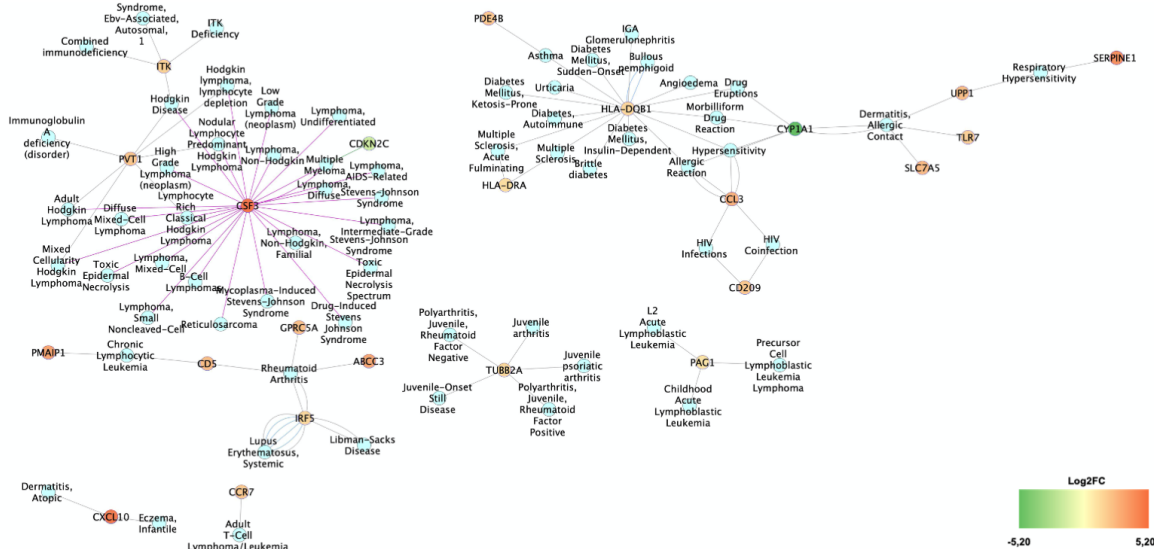 Syndrome,
Ebv-Associated,
Autosomal,
1
ITK
Deficiency
Combined
immunodeficiency
ITK
Hodgkin
Disease
Hodgkin
lymphoma,
lymphocyte
depletion
Low
Grade
Lymphoma
(neoplasm)
Lymphoma,
Undifferentiated
Immunoglobulin
A
deficiency
(disorder)
Nodular
Lymphocyte
Predominant
Hodgkin
Lymphoma
CDKN2C
PVT1
High
Grade
Lymphoma
(neoplasm)
Lymphoma,
Non-Hodgkin
Multiple
Myeloma
Lymphoma,
AIDS-Related
Lymphoma,
Diffuse
Stevens-Johnson
Syndrome
Adult
Hodgkin
Lymphoma
Diffuse
Mixed-Cell
Lymphoma
Lymphocyte
Rich
Classical
Hodgkin
Lymphoma
CSF3
Lymphoma,
Intermediate-Grade
Lymphoma,
Non-Hodgkin,
Familial
Stevens-Johnson
Syndrome
Toxic
Epidermal
Necrolysis
Spectrum
Mixed
Cellularity
Hodgkin
Lymphoma
Toxic
Epidermal
Necrolysis
Lymphoma,
Mixed-Cell
B-Cell
Lymphomas
Mycoplasma-Induced
Stevens-Johnson
Syndrome
Drug-Induced
Stevens
Johnson
Syndrome
Lymphoma,
Small
Noncleaved-Cell
Reticulosarcoma
GPRC5A
PMAIP1
Chronic
Lymphocytic
Leukemia
CD5
Rheumatoid
Arthritis
ABCC3
IRF5
Lupus
Erythematosus,
Systemic
Libman-Sacks
Disease
Dermatitis,
Atopic
CXCL10
Eczema,
Infantile
CCR7
Adult
T-Cell
Lymphoma/Leukemia
PDE4B
Asthma
Diabetes
Mellitus,
Sudden-Onset
IGA
Glomerulonephritis
Bullous
pemphigoid
Diabetes
Mellitus,
Ketosis-Prone
Urticaria
Angioedema
Drug
Eruptions
HLA-DQB1
Diabetes,
Autoimmune
Morbilliform
Drug
Reaction
CYP1A1
Multiple
Sclerosis,
Acute
Fulminating
Multiple
Sclerosis
Diabetes
Mellitus,
Insulin-Dependent
Brittle
diabetes
Hypersensitivity
Allergic
Reaction
HLA-DRA
CCL3
HIV
Infections
HIV
Coinfection
CD209
Dermatitis,
Allergic
Contact
UPP1
Respiratory
Hypersensitivity
SERPINE1
TLR7
SLC7A5
Polyarthritis,
Juvenile,
Rheumatoid
Factor
Negative
Juvenile
arthritis
TUBB2A
Juvenile
psoriatic
arthritis
Juvenile-Onset
Still
Disease
Polyarthritis,
Juvenile,
Rheumatoid
Factor
Positive
L2
Acute
Lymphoblastic
Leukemia
PAG1
Precursor
Cell
Lymphoblastic
Leukemia
Lymphoma
Childhood
Acute
Lymphoblastic
Leukemia
Log2FC
-5,20
5,20